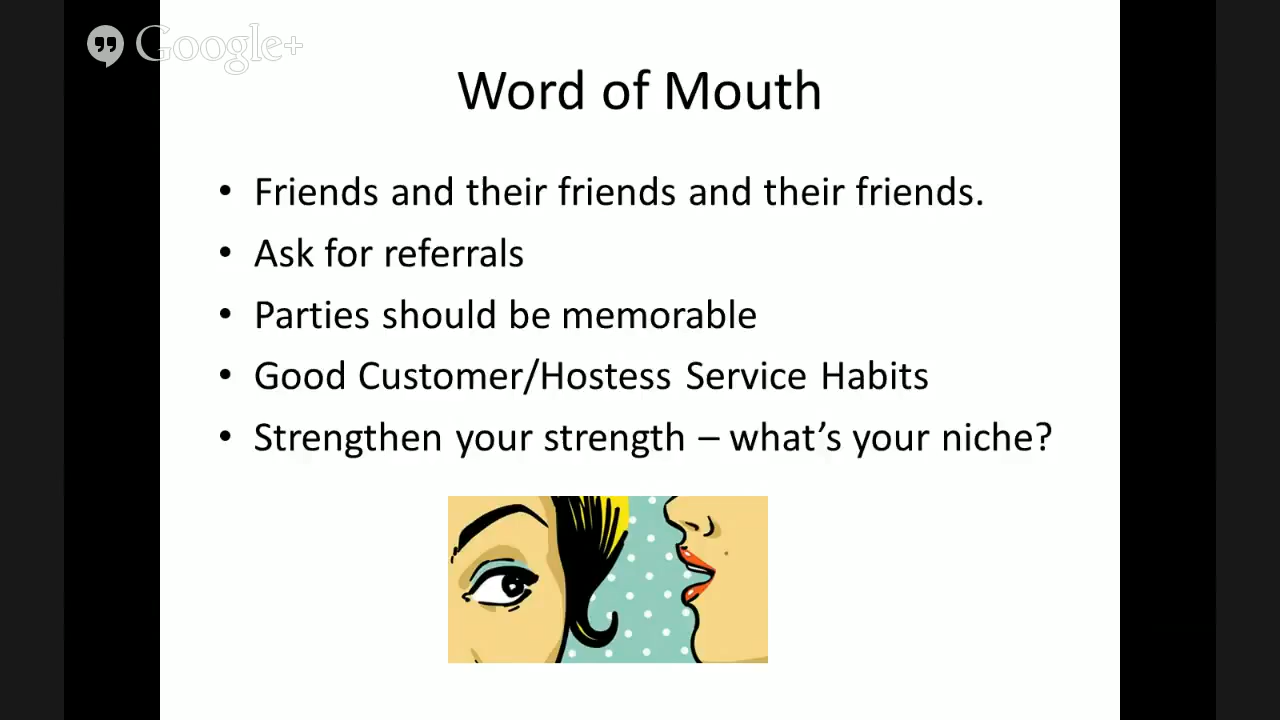 Google+
Word of Mouth
• Friends and their friends and their friends.
• Ask for referrals
• Parties should be memorable
• Good Customer/Hostess Service Habits
• Strengthen your strength – what’s your niche?